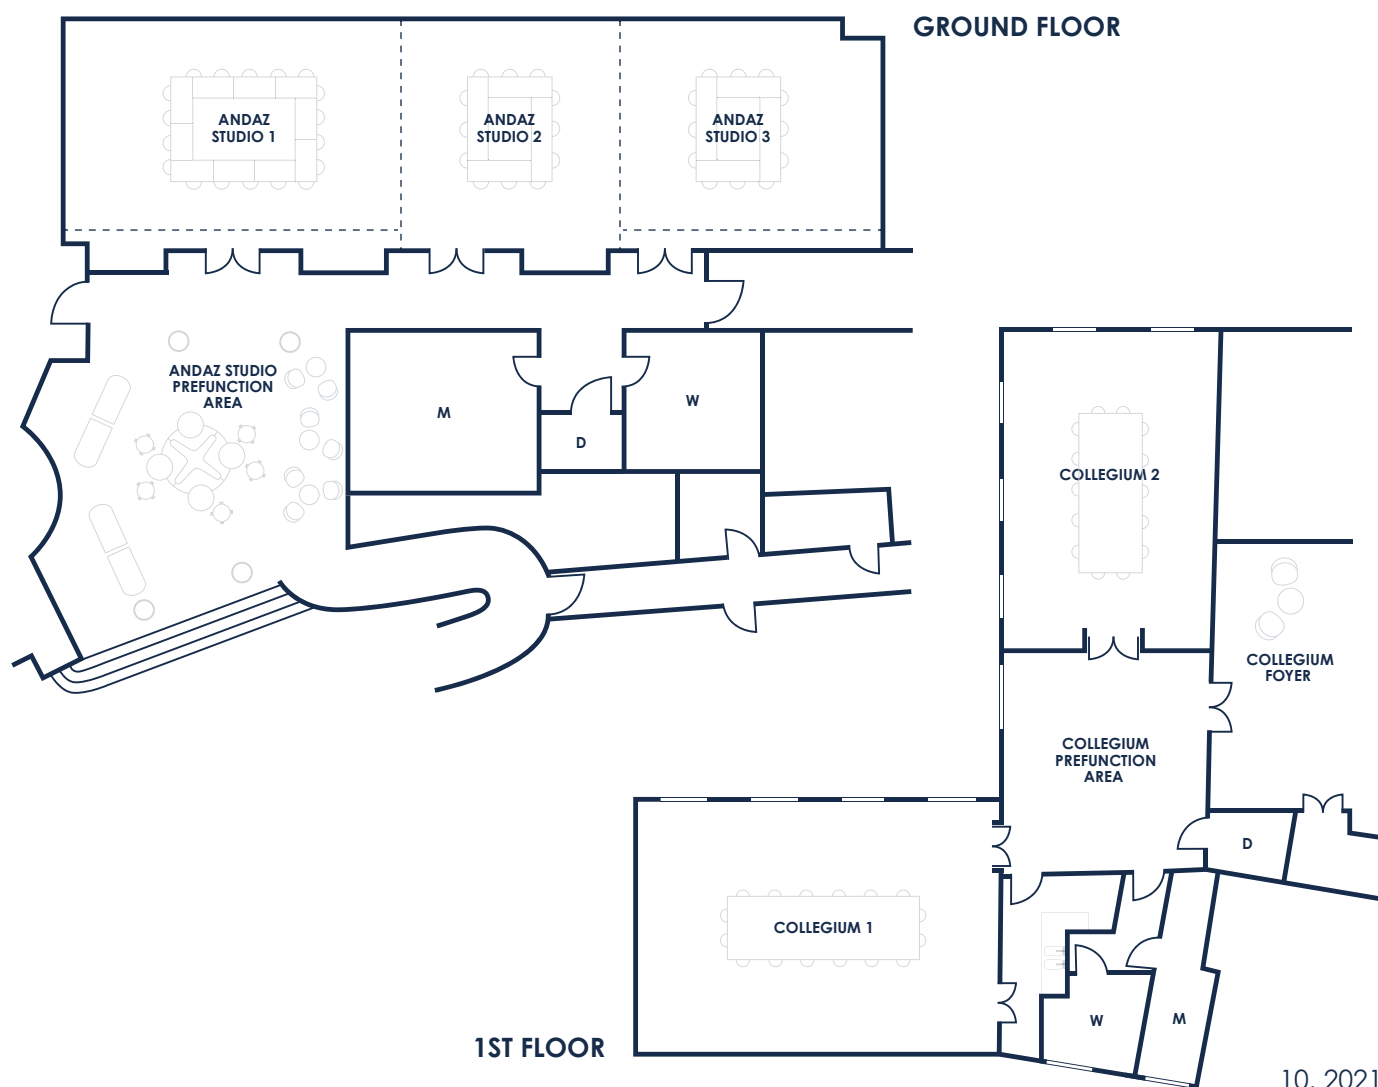 GROUND FLOOR
ANDAZ
STUDIO 1
ANDAZ
STUDIO 2
ANDAZ
STUDIO 3
ANDAZ STUDIO
PREFUNCTION
AREA
M
D
W
COLLEGIUM 2
COLLEGIUM
FOYER
COLLEGIUM
PREFUNCTION
AREA
D
COLLEGIUM 1
W
M
1ST FLOOR
10. 2021